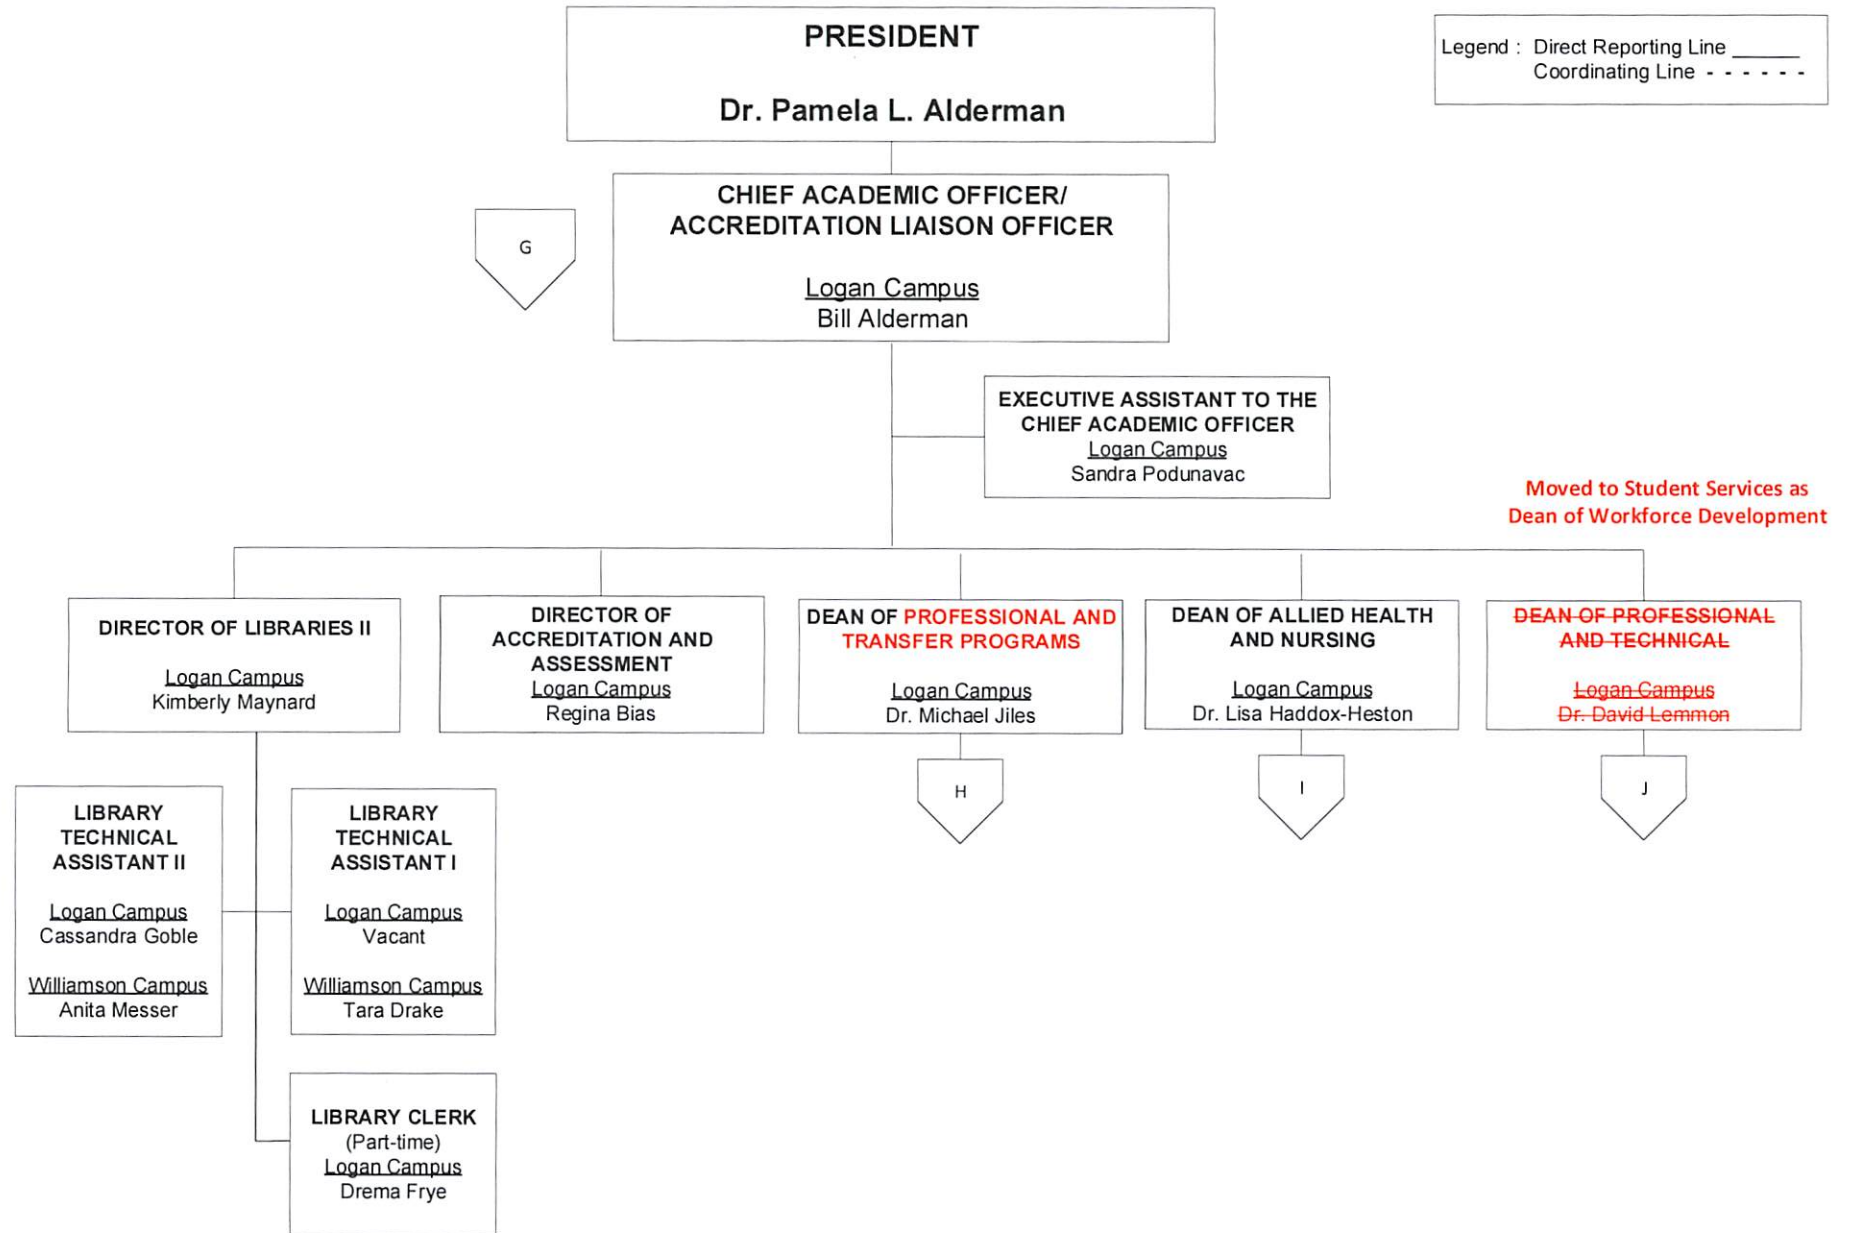 PRESIDENT
Dr. Pamela L. Alderman
Legend : Direct Reporting Line ______
Coordinating Line - - - - - -
G
CHIEF ACADEMIC OFFICER/
ACCREDITATION LIAISON OFFICER
Logan Campus
Bill Alderman
EXECUTIVE ASSISTANT TO THE
CHIEF ACADEMIC OFFICER
Logan Campus
Sandra Podunavac
Moved to Student Services as
Dean of Workforce Development
DIRECTOR OF LIBRARIES II
Logan Campus
Kimberly Maynard
DIRECTOR OF
ACCREDITATION AND
ASSESSMENT
Logan Campus
Regina Bias
DEAN OF PROFESSIONAL AND
TRANSFER PROGRAMS
Logan Campus
Dr. Michael Jiles
DEAN OF ALLIED HEALTH
AND NURSING
Logan Campus
Dr. Lisa Haddox-Heston
DEAN OF PROFESSIONAL
AND TECHNICAL
Logan Campus
Dr. David Lemmon
H
I
J
LIBRARY
TECHNICAL
ASSISTANT II
Logan Campus
Cassandra Goble
Williamson Campus
Anita Messer
LIBRARY
TECHNICAL
ASSISTANT I
Logan Campus
Vacant
Williamson Campus
Tara Drake
LIBRARY CLERK
(Part-time)
Logan Campus
Drema Frye